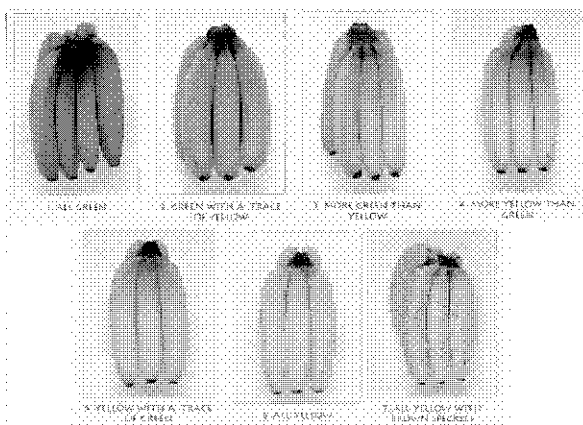 1. ALL GREEN
2. GREEN WITH A TRACE
OF YELLOW
3. MORE GREEN THAN
YELLOW
4. MORE YELLOW THAN
GREEN
5. YELLOW WITH A TRACE
OF GREEN
6. ALL YELLOW
7. ALL YELLOW WITH
BROWN SPECKLES